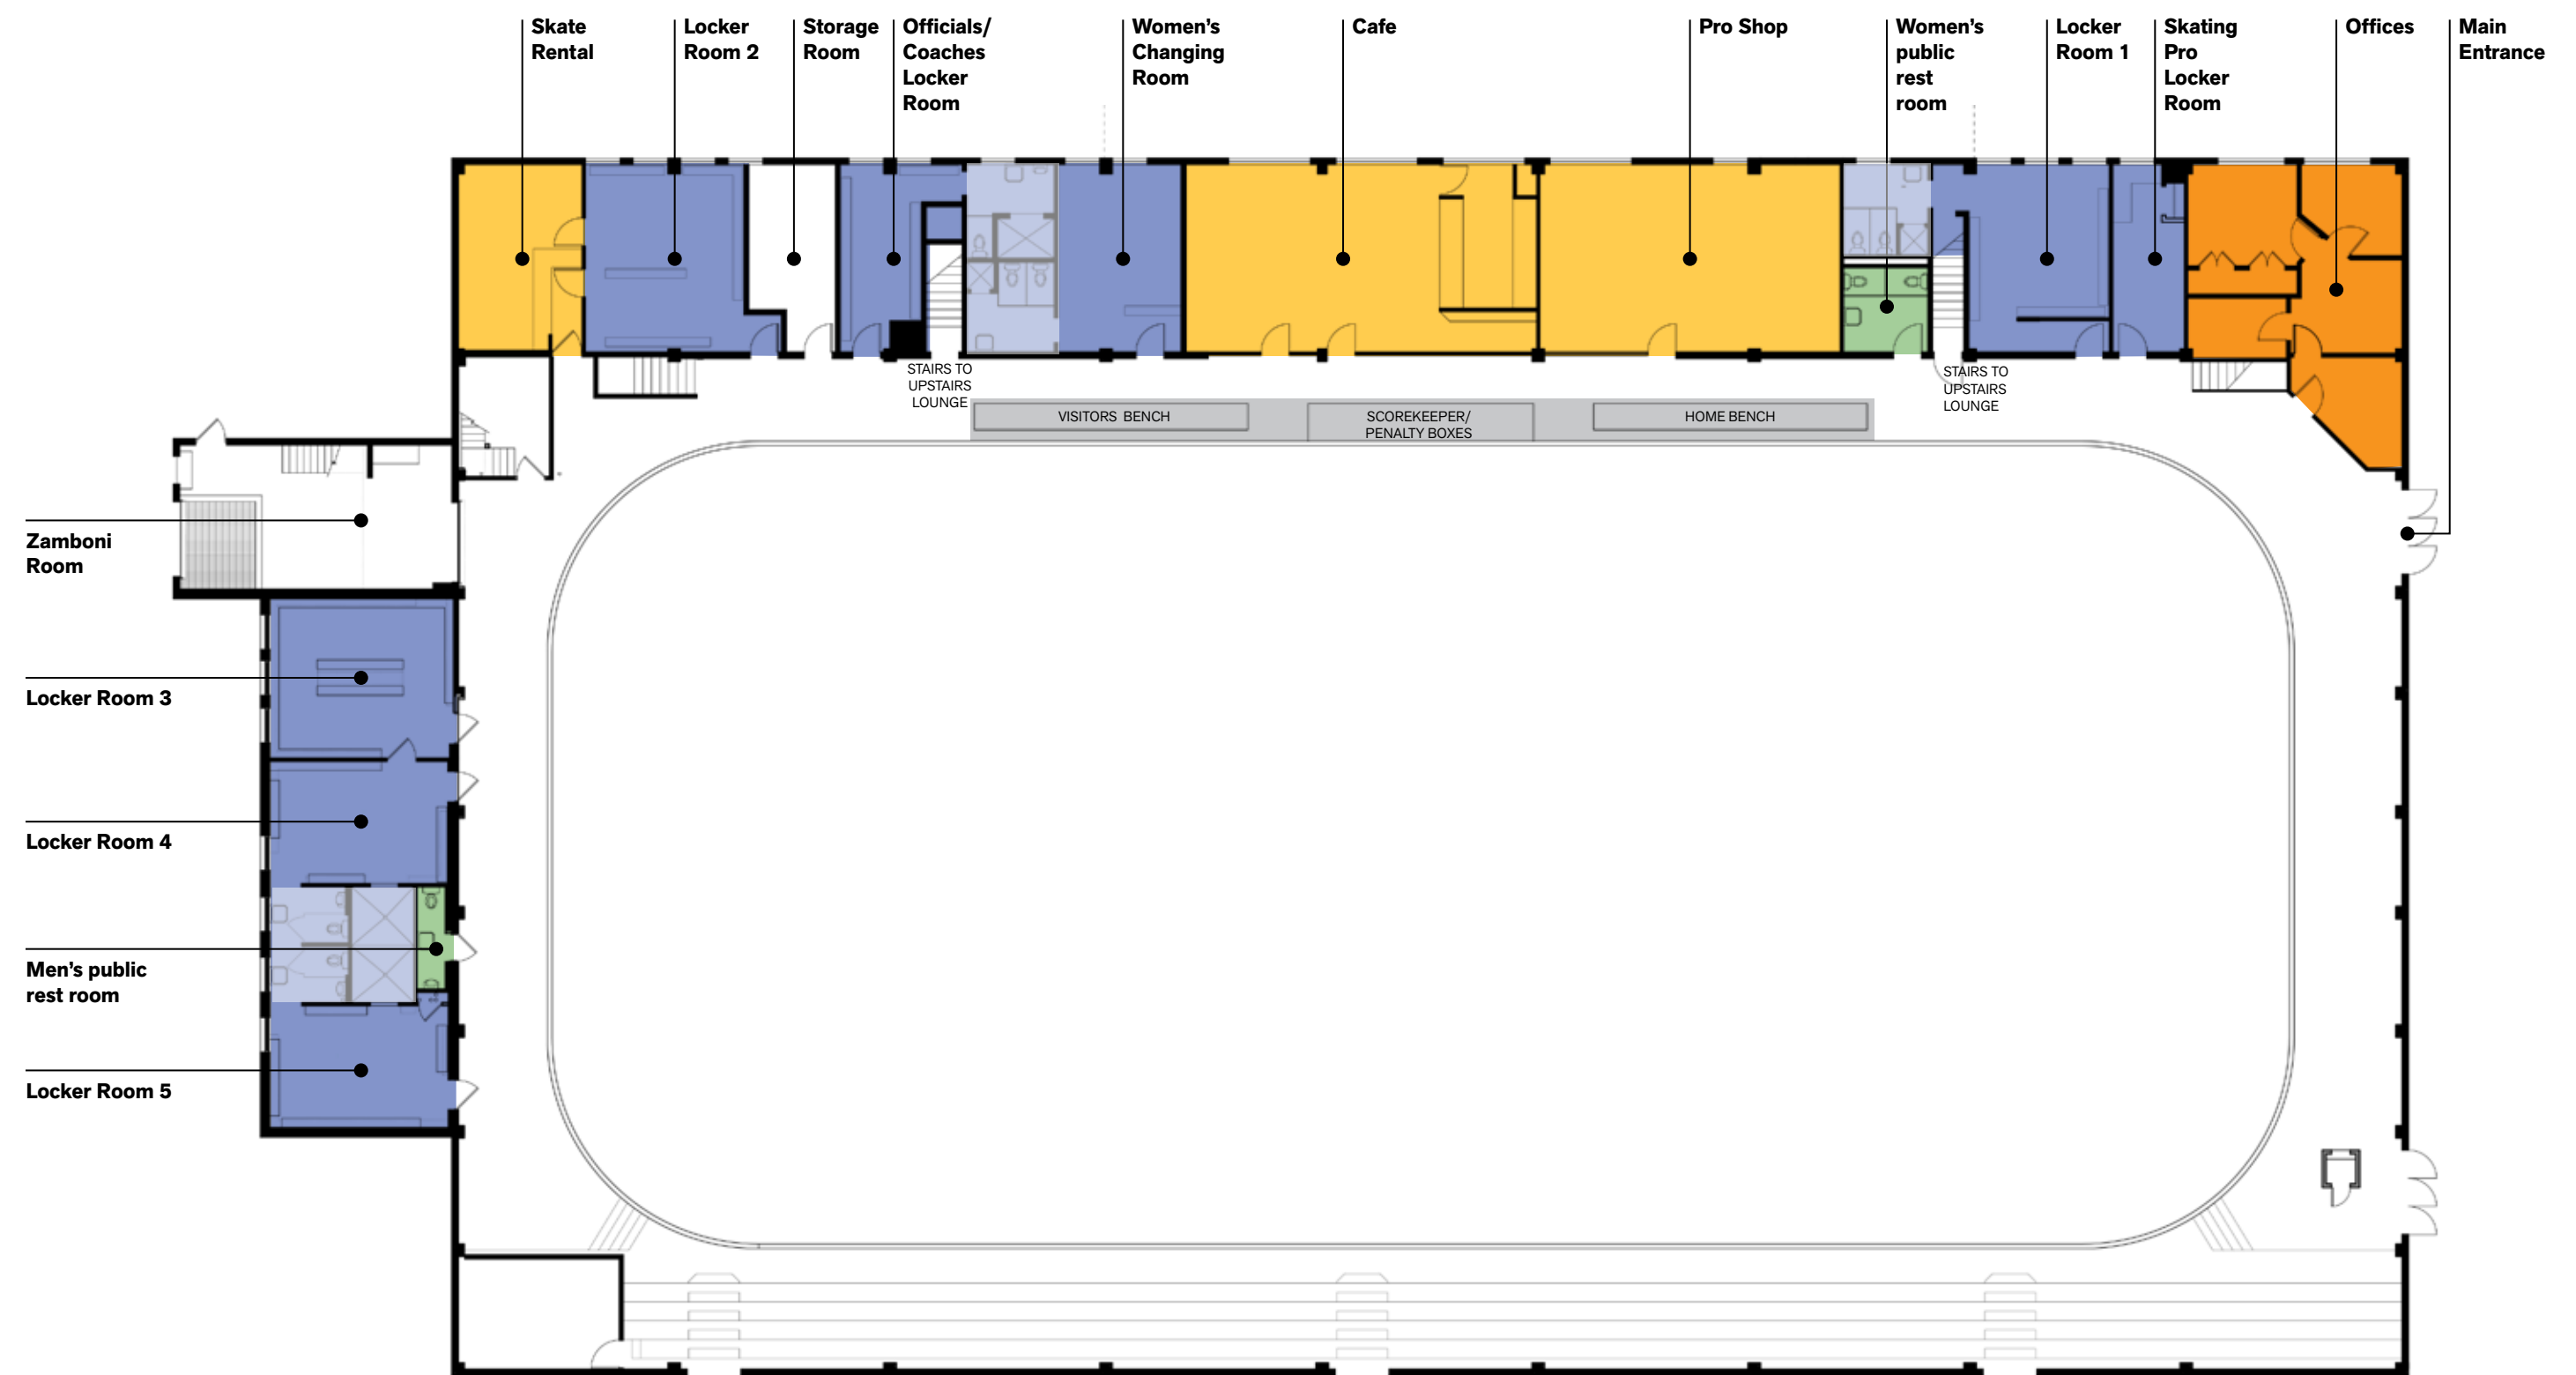 Skate
Rental
Locker
Room 2
Storage
Room
Officials/
Coaches
Locker
Room
Women's
Changing
Room
Cafe
Pro Shop
Women's
public
rest
room
Locker
Room 1
Skating
Pro
Locker
Room
Offices
Main
Entrance
STAIRS TO
UPSTAIRS
LOUNGE
STAIRS TO
UPSTAIRS
LOUNGE
VISITORS BENCH
SCOREKEEPER/
PENALTY BOXES
HOME BENCH
Zamboni
Room
Locker Room 3
Locker Room 4
Men's public
rest room
Locker Room 5